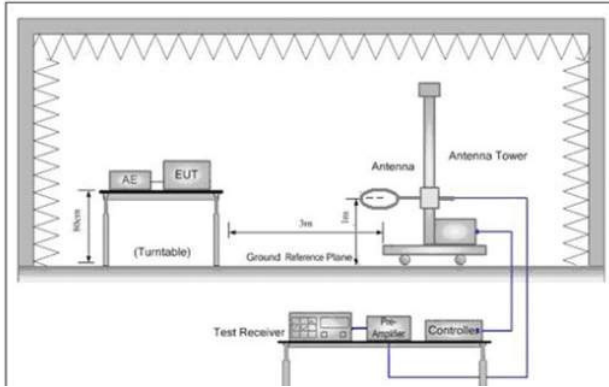 Antenna Tower
Antenna
AE
EUT
80cm
3m
1m
(Turntable)
Ground Reference Plane
Test Receiver
Pre-
Amplifier
Controller